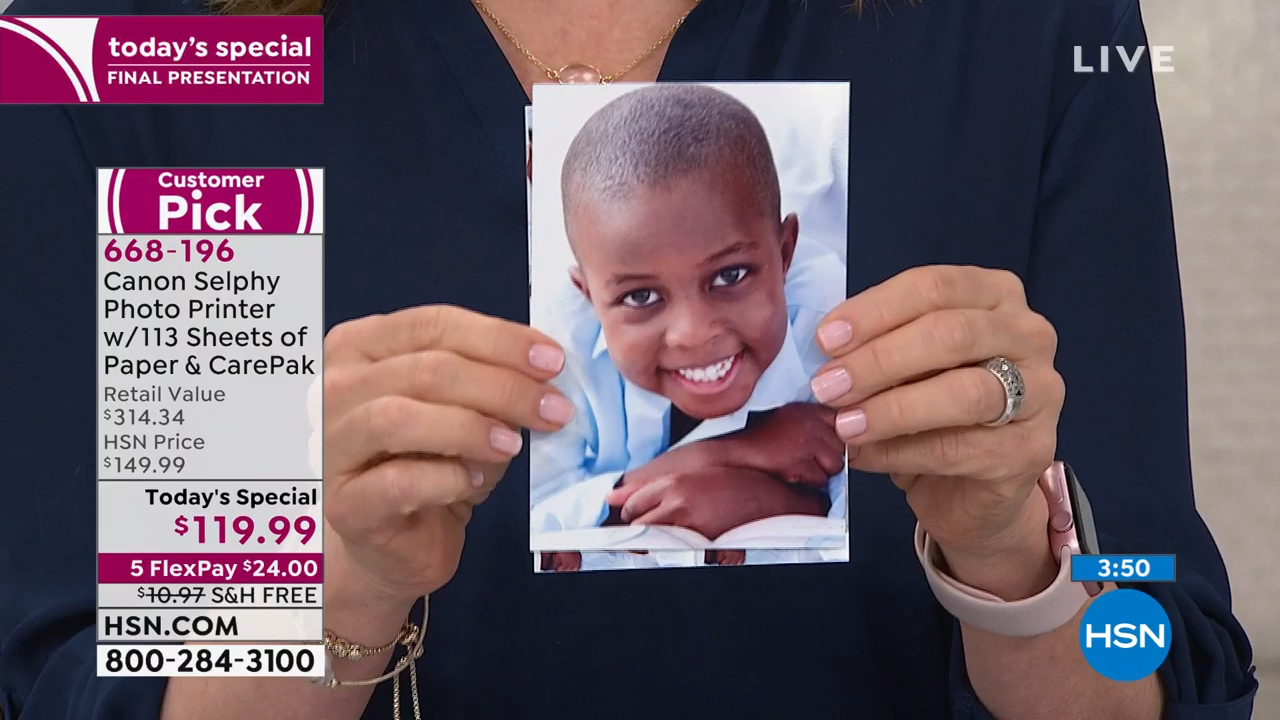 today's special
FINAL PRESENTATION
LIVE
Customer
Pick
668-196
Canon Selphy
Photo Printer
w/113 Sheets of
Paper & CarePak
Retail Value
$314.34
HSN Price
$149.99
Today's Special
$119.99
5 FlexPay $24.00
$10.97 S&H FREE
HSN.COM
800-284-3100
3:50
HSN